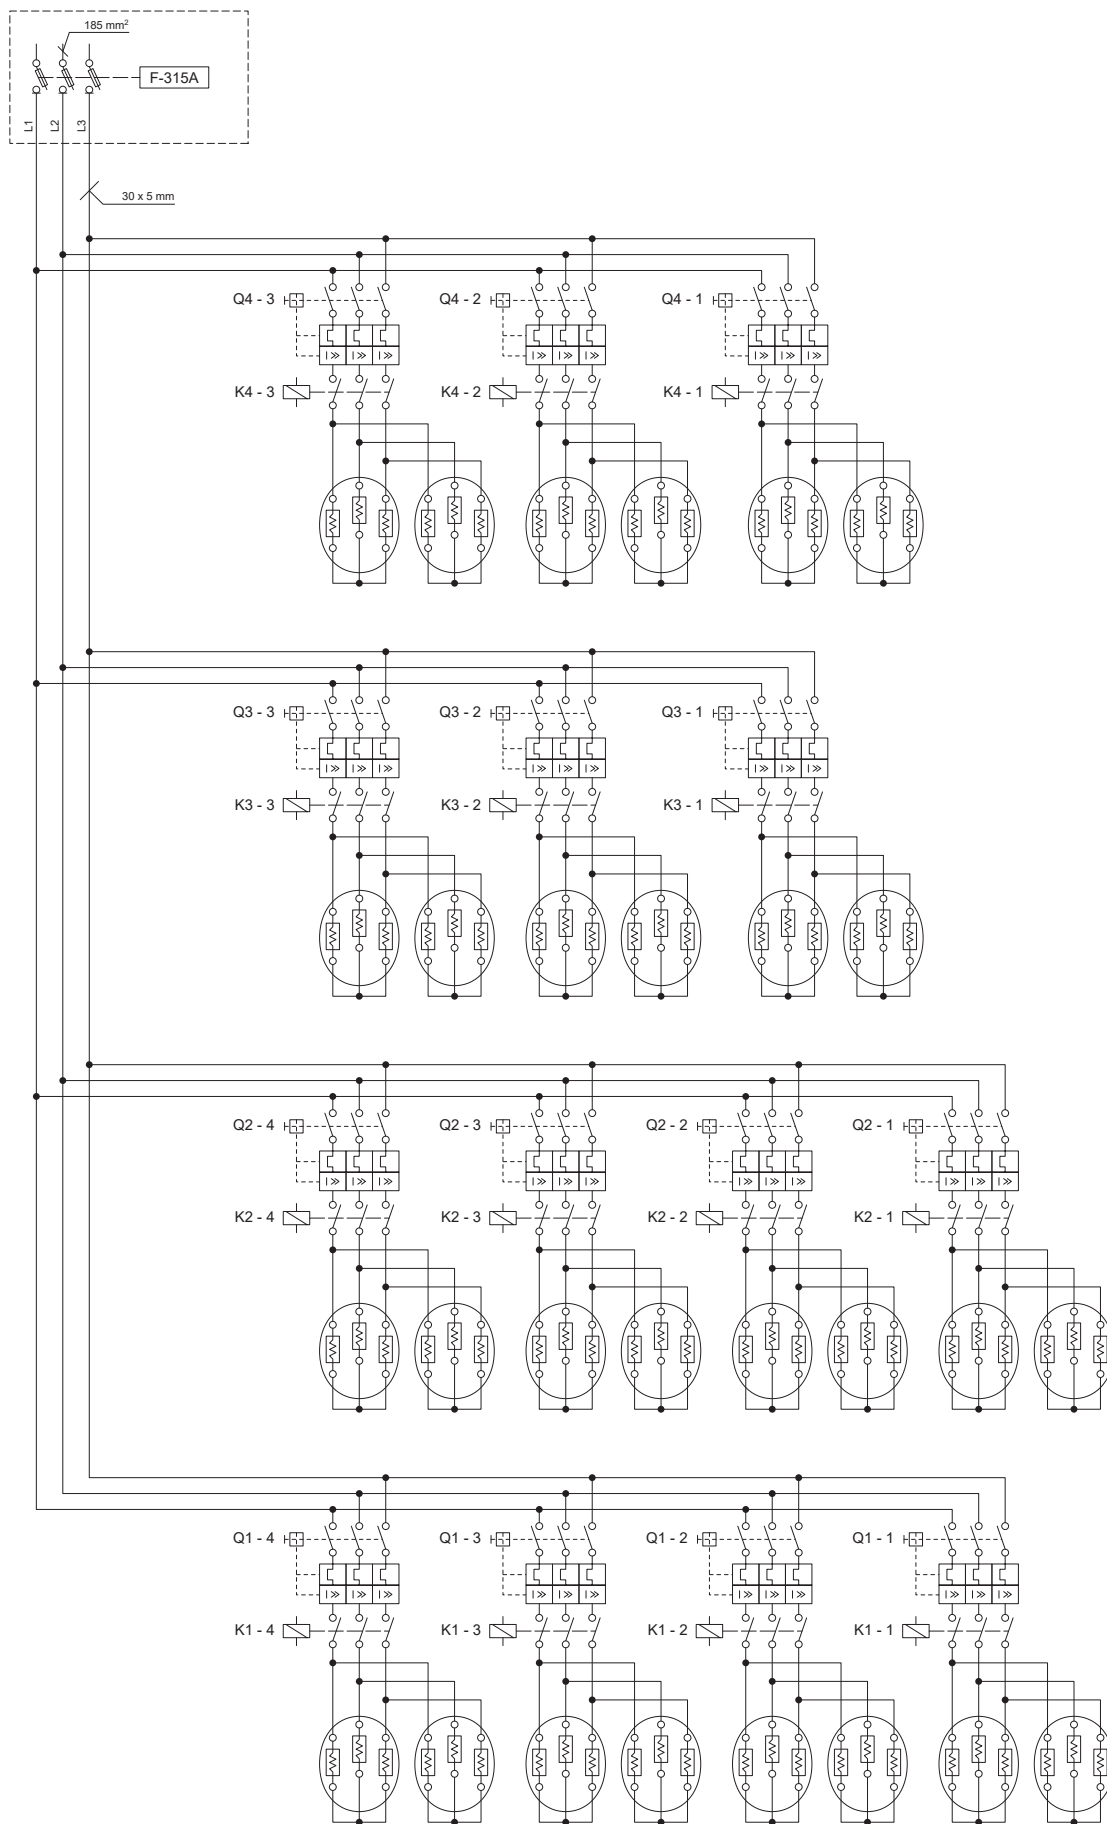 185 mm²
F-315A
L1 L2 L3
30 x 5 mm
Q4 - 3 Q4 - 2 Q4 - 1
I≫ I≫ I≫ I≫ I≫ I≫ I≫ I≫ I≫
K4 - 3 K4 - 2 K4 - 1
Q3 - 3 Q3 - 2 Q3 - 1
I≫ I≫ I≫ I≫ I≫ I≫ I≫ I≫ I≫
K3 - 3 K3 - 2 K3 - 1
Q2 - 4 Q2 - 3 Q2 - 2 Q2 - 1
I≫ I≫ I≫ I≫ I≫ I≫ I≫ I≫ I≫ I≫ I≫ I≫
K2 - 4 K2 - 3 K2 - 2 K2 - 1
Q1 - 4 Q1 - 3 Q1 - 2 Q1 - 1
I≫ I≫ I≫ I≫ I≫ I≫ I≫ I≫ I≫ I≫ I≫ I≫
K1 - 4 K1 - 3 K1 - 2 K1 - 1